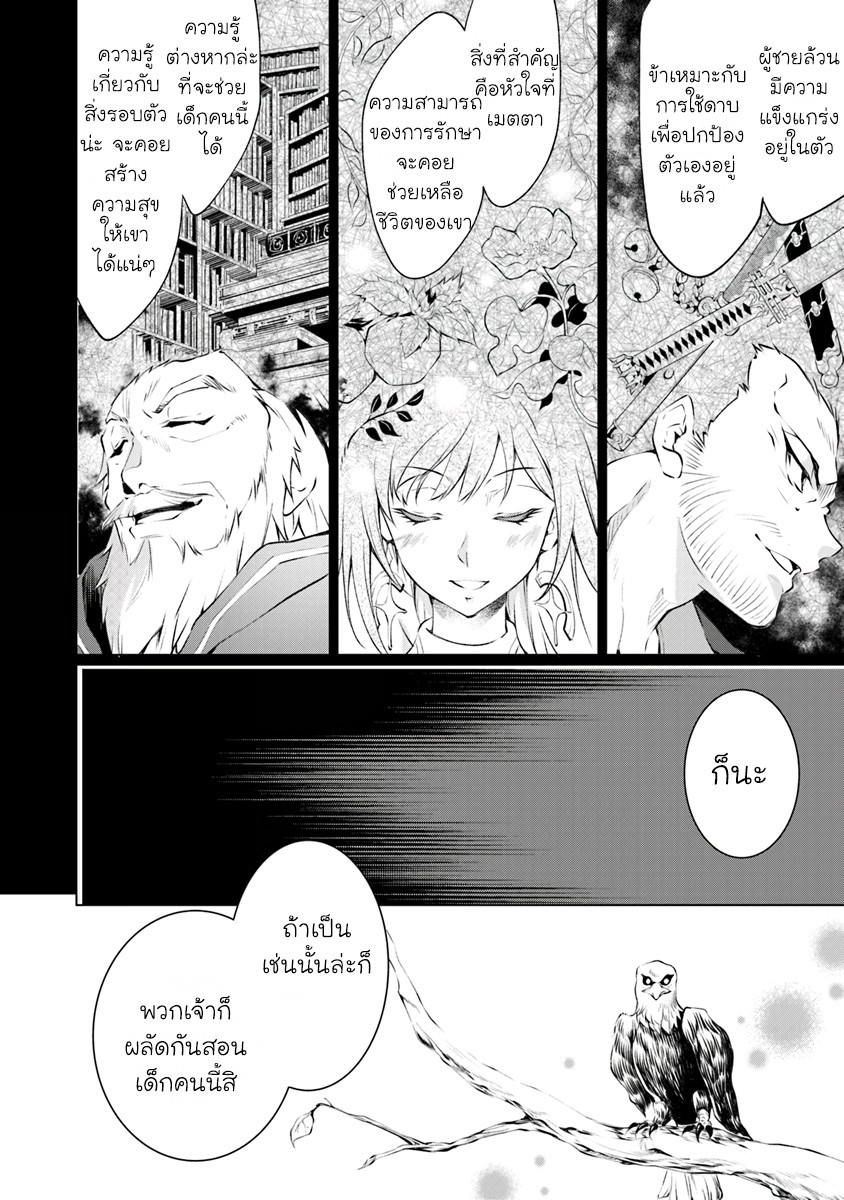 ผู้ชายล้วน
มีความ
แข็งแกร่ง
อยู่ในตัว
ข้าเหมาะกับ
การใช้ดาบ
เพื่อปกป้อง
ตัวเองอยู่
แล้ว
สิ่งที่สำคัญ
คือหัวใจที่
เมตตา
ความสามารถ
ของการรักษา
จะคอย
ช่วยเหลือ
ชีวิตของเขา
ความรู้
ต่างหากล่ะ
ที่จะช่วย
เด็กคนนี้
ได้
ความรู้
เกี่ยวกับ
สิ่งรอบตัว
น่ะ จะคอย
สร้าง
ความสุข
ให้เขา
ได้แน่ๆ
ก็นะ
ถ้าเป็น
เช่นนั้นล่ะก็
พวกเจ้าก็
ผลัดกันสอน
เด็กคนนี้สิ